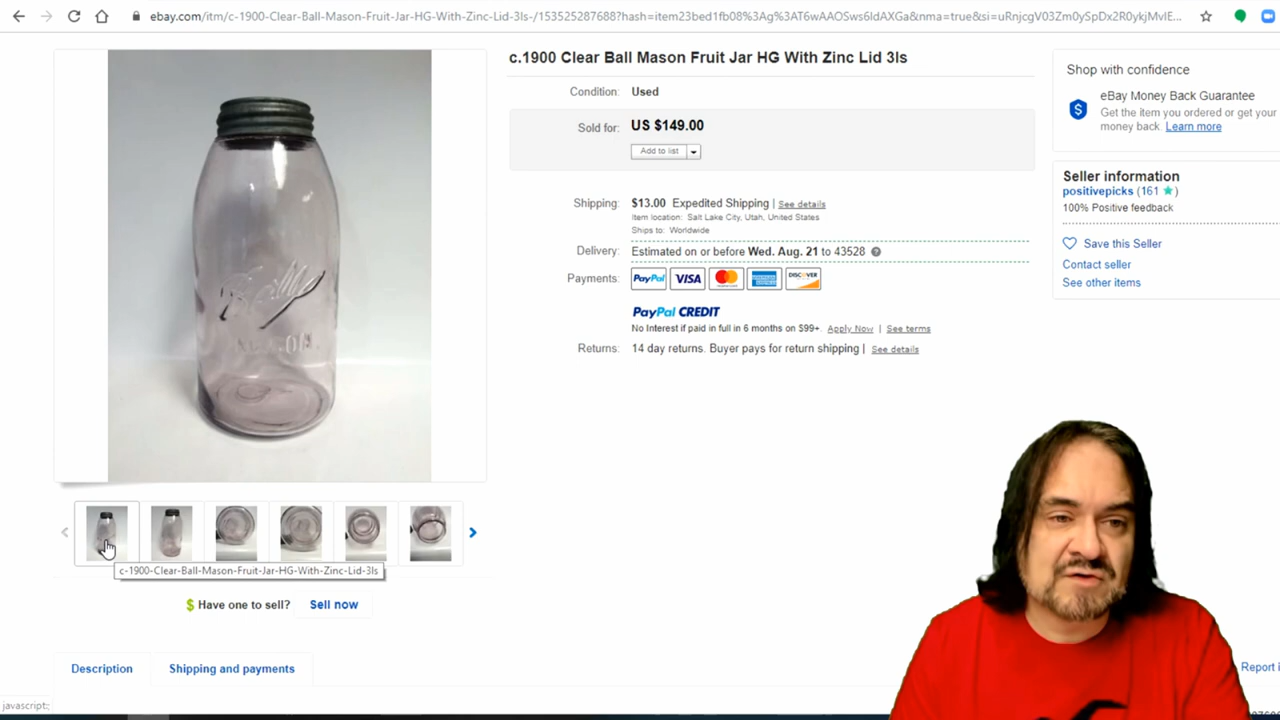 ebay.com/itm/c-1900-Clear-Ball-Mason-Fruit-Jar-HG-With-Zinc-Lid-3ls-/153525287688?hash=item23bed1fb08%3Ag%3AT6wAAOSws6ldAXGa&nma=true&si=uRnjcgV03Zm0ySpDx2R0ykjMvIE...
c.1900 Clear Ball Mason Fruit Jar HG With Zinc Lid 3ls
Condition: Used
Sold for: US $149.00
Add to list
Shipping: $13.00 Expedited Shipping | See details
Item location: Salt Lake City, Utah, United States
Ships to: Worldwide
Delivery: Estimated on or before Wed. Aug. 21 to 43528
Payments: PayPal VISA MasterCard AMERICAN EXPRESS DISCOVER
PayPal CREDIT
No Interest if paid in full in 6 months on $99+. Apply Now | See terms
Returns: 14 day returns. Buyer pays for return shipping | See details
Shop with confidence
eBay Money Back Guarantee
Get the item you ordered or get your
money back. Learn more
Seller information
positivepicks (161 ★)
100% Positive feedback
Save this Seller
Contact seller
See other items
Ball
MASON
c-1900-Clear-Ball-Mason-Fruit-Jar-HG-With-Zinc-Lid-3ls
$ Have one to sell? Sell now
Description
Shipping and payments
Report i
javascript:;